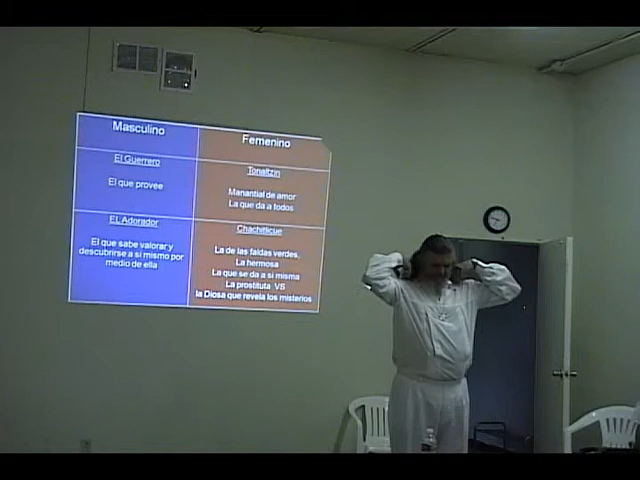 Masculino
Femenino
El Guerrero
El que provee
Tonaltzin
Manantial de amor
La que da a todos
EL Adorador
El que sabe valorar y
descubrirse a si mismo por
medio de ella
Chachitlicue
La de las faldas verdes,
La hermosa
La que se da a si misma
La prostituta VS
la Diosa que revela los misterios